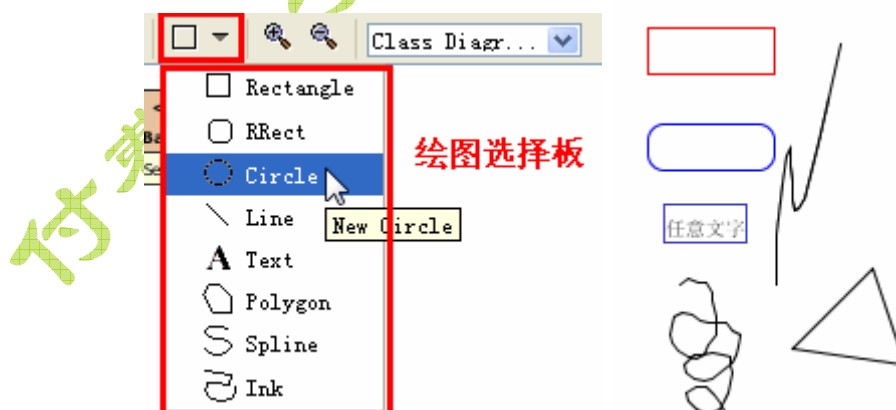 Class Diagr...
Rectangle
RRect
Circle
Line
New Circle
Text
Polygon
Spline
Ink
绘图选择板
任意文字